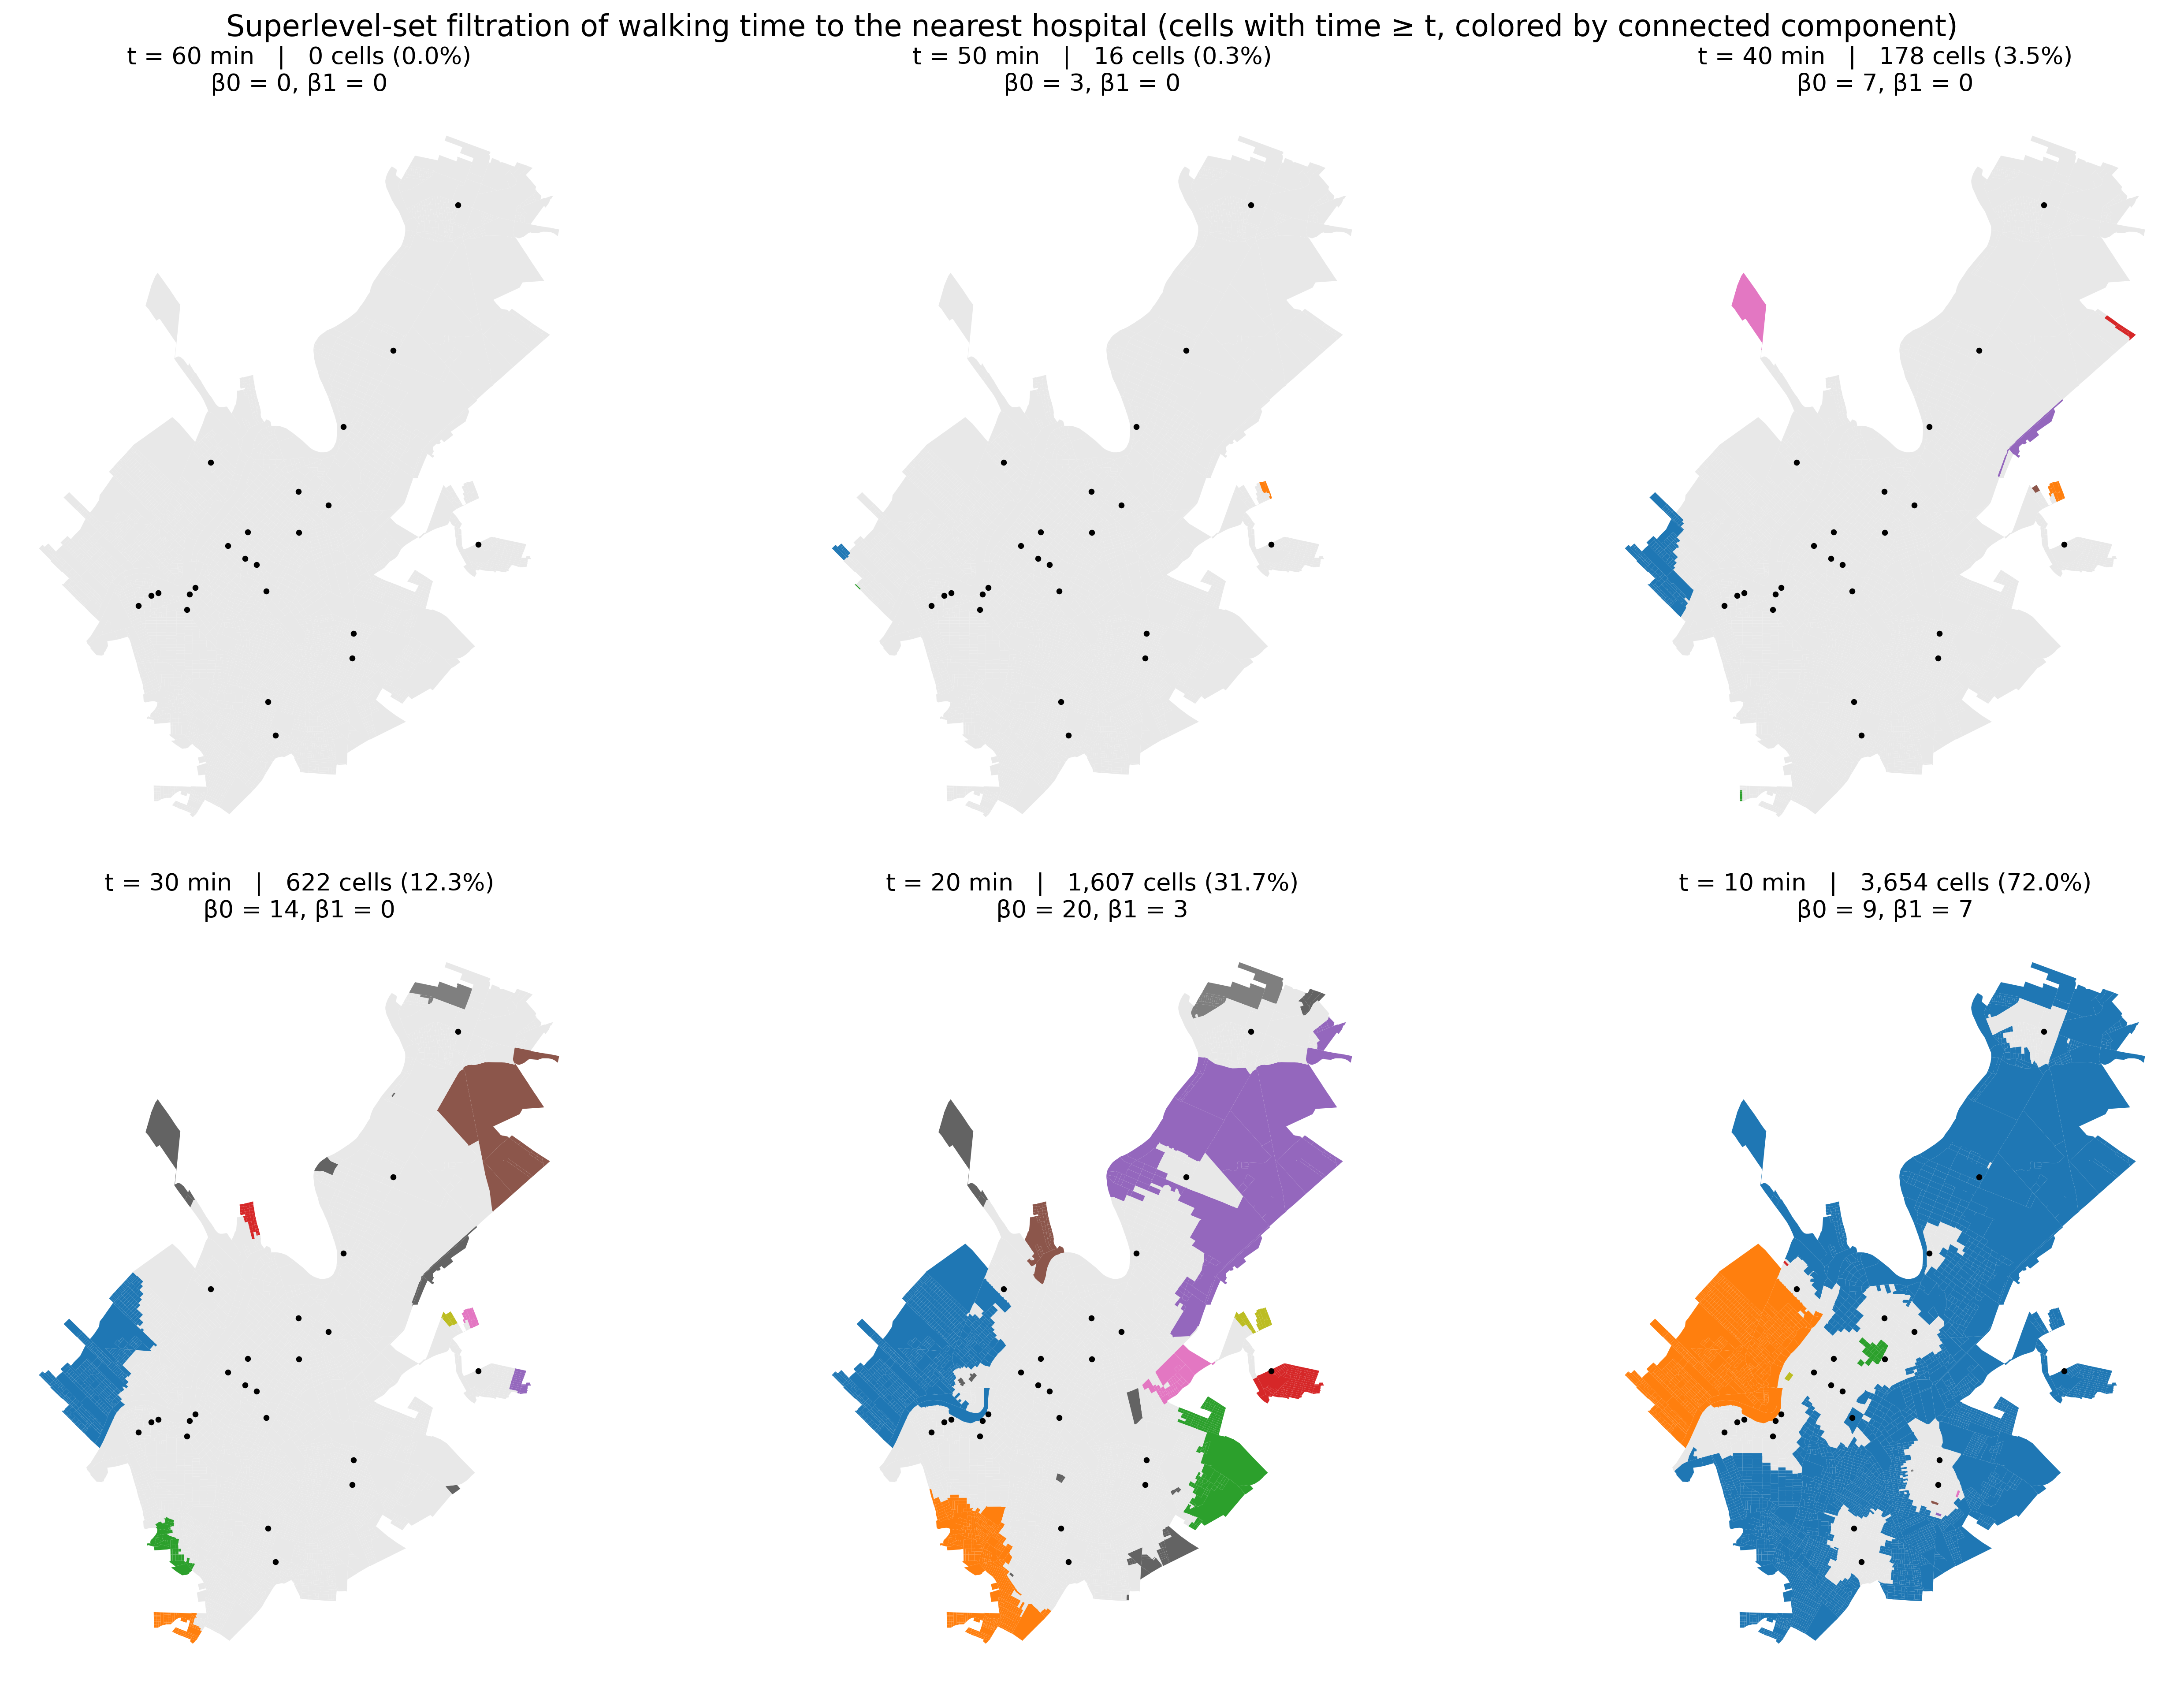 Superlevel-set filtration of walking time to the nearest hospital (cells with time ≥ t, colored by connected component)
t = 60 min | 0 cells (0.0%)
β0 = 0, β1 = 0
t = 50 min | 16 cells (0.3%)
β0 = 3, β1 = 0
t = 40 min | 178 cells (3.5%)
β0 = 7, β1 = 0
t = 30 min | 622 cells (12.3%)
β0 = 14, β1 = 0
t = 20 min | 1,607 cells (31.7%)
β0 = 20, β1 = 3
t = 10 min | 3,654 cells (72.0%)
β0 = 9, β1 = 7